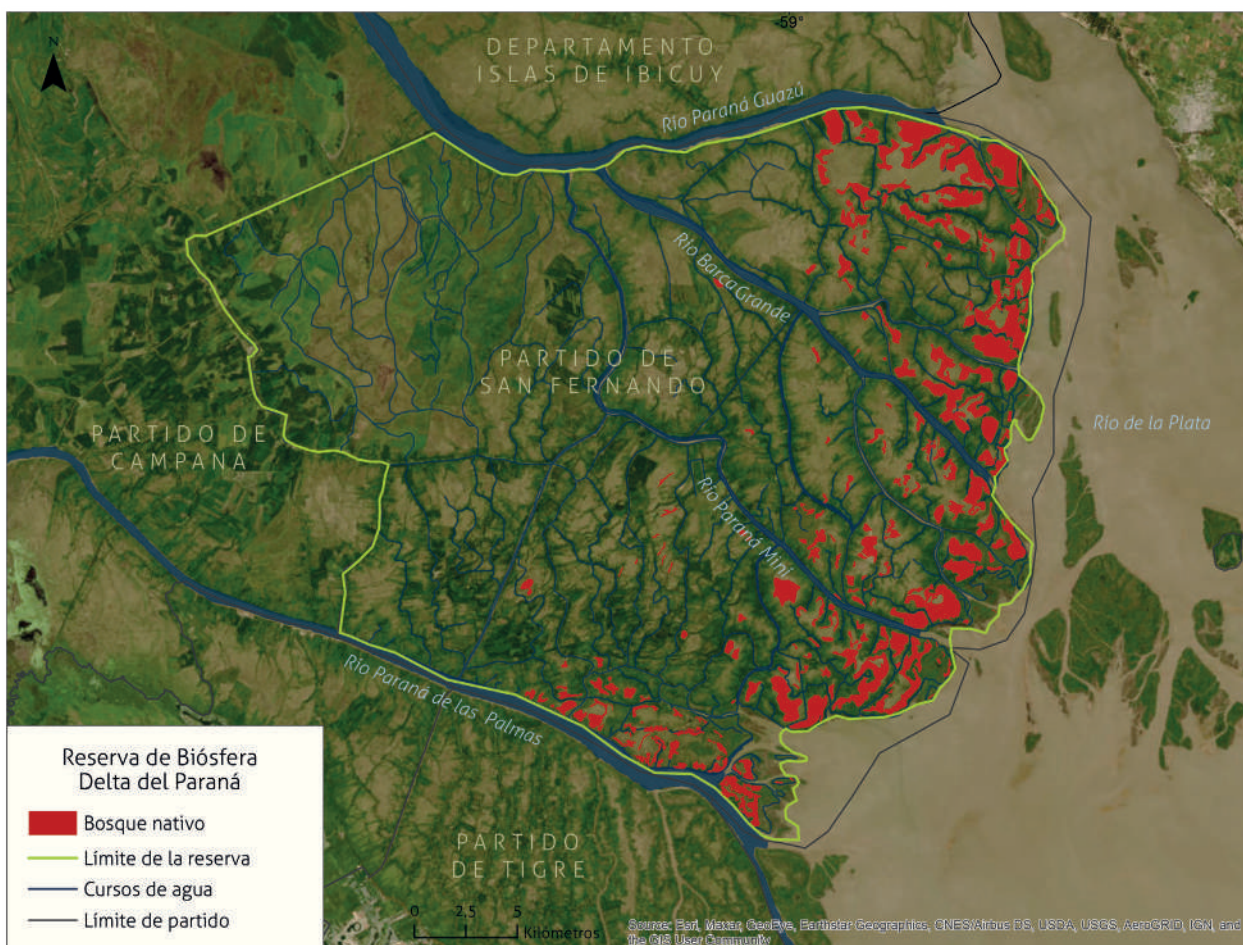 -59°
N
DEPARTAMENTO
ISLAS DE IBICUY
Río Paraná Guazú
Río Barca Grande
PARTIDO DE
SAN FERNANDO
Río de la Plata
PARTIDO DE
CAMPANA
Río Paraná Mini
Río Paraná de las Palmas
PARTIDO
DE TIGRE
Reserva de Biósfera
Delta del Paraná
Bosque nativo
Límite de la reserva
Cursos de agua
Límite de partido
0 2,5 5
Kilómetros
Source: Esri, Maxar, GeoEye, Earthstar Geographics, CNES/Airbus DS, USDA, USGS, AeroGRID, IGN, and
the GIS User Community